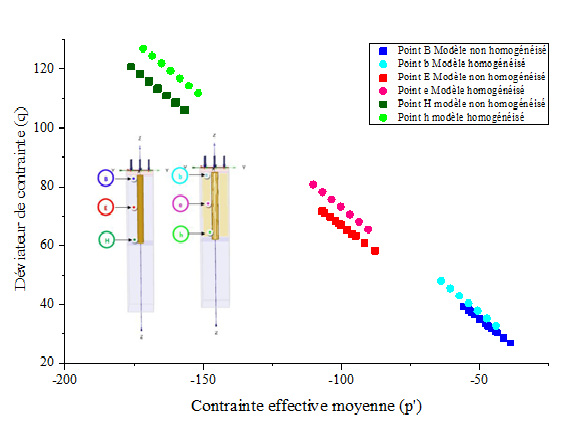 Déviateur de contrainte (q)
120
100
80
60
40
20
-200
-150
-100
-50
Contrainte effective moyenne (p')
Point B Modèle non homogénéisé
Point b Modèle homogénéisé
Point E Modèle non homogénéisé
Point e Modèle homogénéisé
Point H modèle non homogénéisé
Point h modèle homogénéisé
B
E
H
b
e
h